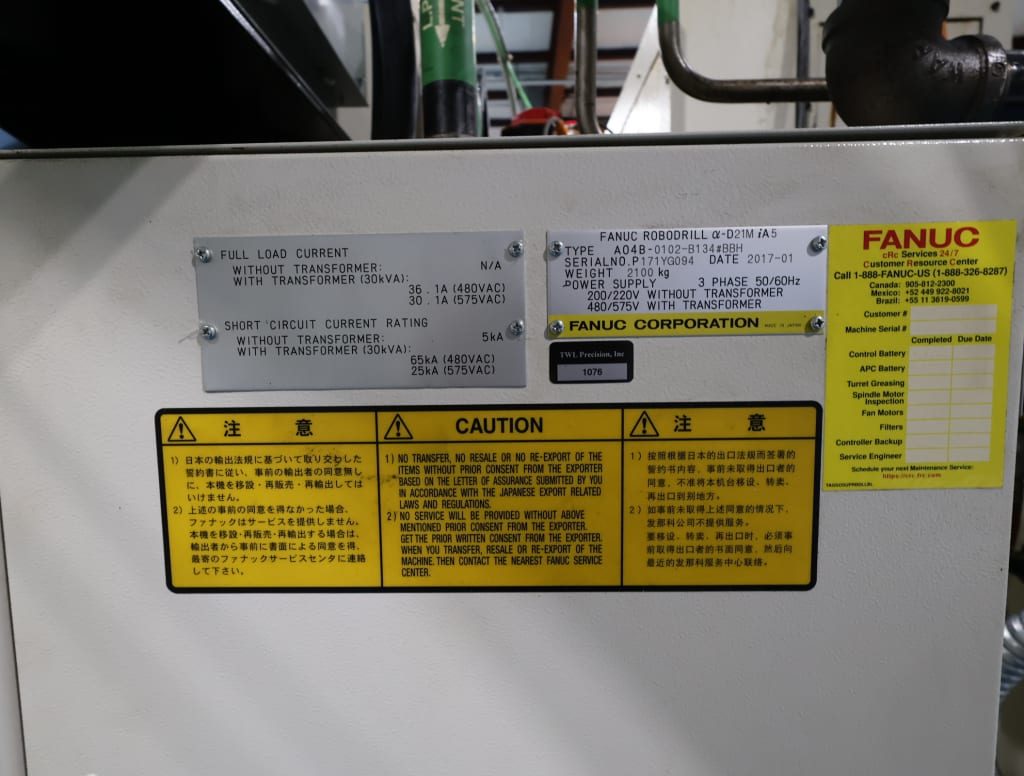 LP
IN
FULL LOAD CURRENT
WITHOUT TRANSFORMER: N/A
WITH TRANSFORMER (30kVA):
36.1A (480VAC)
30.1A (575VAC)
SHORT CIRCUIT CURRENT RATING
WITHOUT TRANSFORMER: 5kA
WITH TRANSFORMER (30kVA):
65kA (480VAC)
25kA (575VAC)
FANUC ROBODRILL α-D21M iA5
TYPE A04B-0102-B134#BBH
SERIALNO.P171YG094 DATE 2017-01
WEIGHT 2100 kg
POWER SUPPLY 3 PHASE 50/60Hz
200/220V WITHOUT TRANSFORMER
480/575V WITH TRANSFORMER
FANUC CORPORATION MADE IN JAPAN
TWL Precision, Inc
1076
FANUC
cRc Services 24/7
Customer Resource Center
Call 1-888-FANUC-US (1-888-326-8287)
Canada: 905-812-2300
Mexico: +52 449 922-8021
Brazil: +55 11 3619-0599
Customer #
Machine Serial #
Completed Due Date
Control Battery
APC Battery
Turret Greasing
Spindle Motor
Inspection
Fan Motors
Filters
Controller Backup
Service Engineer
Schedule your next Maintenance Service:
https://crc.frc.com
注 意
1) 日本の輸出法規に基づいて取り交わした
誓約書に従い、事前の輸出者の同意無し
に、本機を移設・再販売・再輸出しては
いけません。
2) 上述の事前の同意を得なかった場合、
ファナックはサービスを提供しません。
本機を移設・再販売・再輸出する場合は、
輸出者から事前に書面による同意を得、
最寄のファナックサービスセンタに連絡
して下さい。
CAUTION
1) NO TRANSFER, NO RESALE OR NO RE-EXPORT OF THE
ITEMS WITHOUT PRIOR CONSENT FROM THE EXPORTER
BASED ON THE LETTER OF ASSURANCE SUBMITTED BY YOU
IN ACCORDANCE WITH THE JAPANESE EXPORT RELATED
LAWS AND REGULATIONS.
2) NO SERVICE WILL BE PROVIDED WITHOUT ABOVE
MENTIONED PRIOR CONSENT FROM THE EXPORTER.
GET THE PRIOR WRITTEN CONSENT FROM THE EXPORTER.
WHEN YOU TRANSFER, RESALE OR RE-EXPORT OF THE
MACHINE. THEN CONTACT THE NEAREST FANUC SERVICE
CENTER.
注 意
1) 按照根据日本的出口法规而签署的
誓约书内容、事前未取得出口者的
同意，不准将本机台移设、转卖、
再出口到别地方。
2) 如事前未取得上述同意的情况下，
发那科公司不提供服务。
要移设、转卖、再出口时、必须事
前取得出口者的书面同意，然后向
最近的发那科服务中心联络。